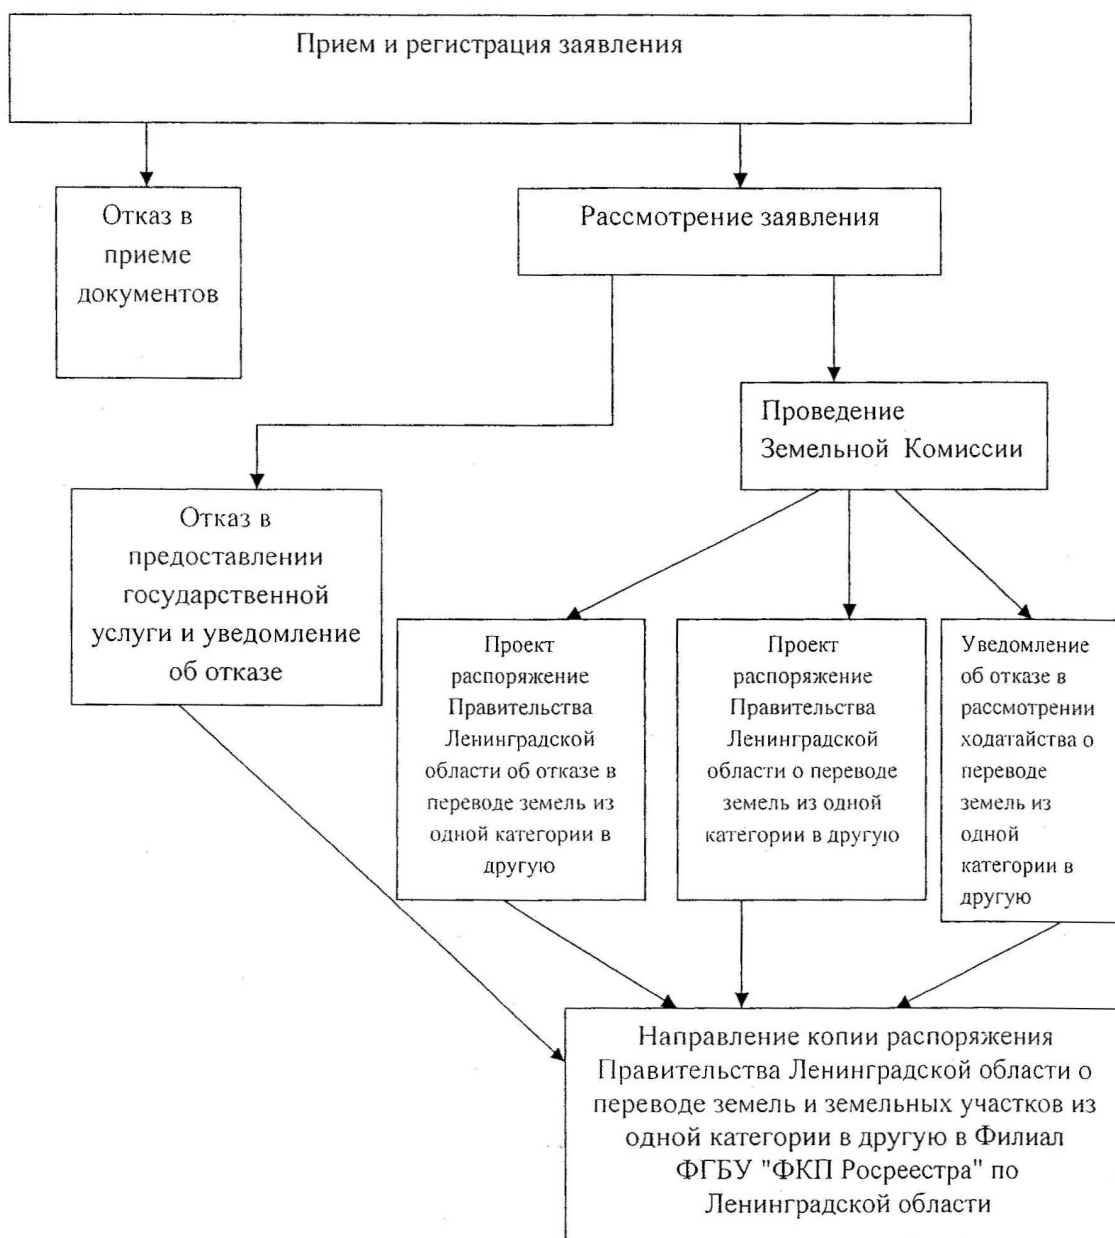 Прием и регистрация заявления
Отказ в
приеме
документов
Рассмотрение заявления
Проведение
Земельной Комиссии
Отказ в
предоставлении
государственной
услуги и уведомление
об отказе
Проект
распоряжение
Правительства
Ленинградской
области об отказе в
переводе земель из
одной категории в
другую
Проект
распоряжение
Правительства
Ленинградской
области о переводе
земель из одной
категории в другую
Уведомление
об отказе в
рассмотрении
ходатайства о
переводе
земель из
одной
категории в
другую
Направление копии распоряжения
Правительства Ленинградской области о
переводе земель и земельных участков из
одной категории в другую в Филиал
ФГБУ "ФКП Росреестра" по
Ленинградской области